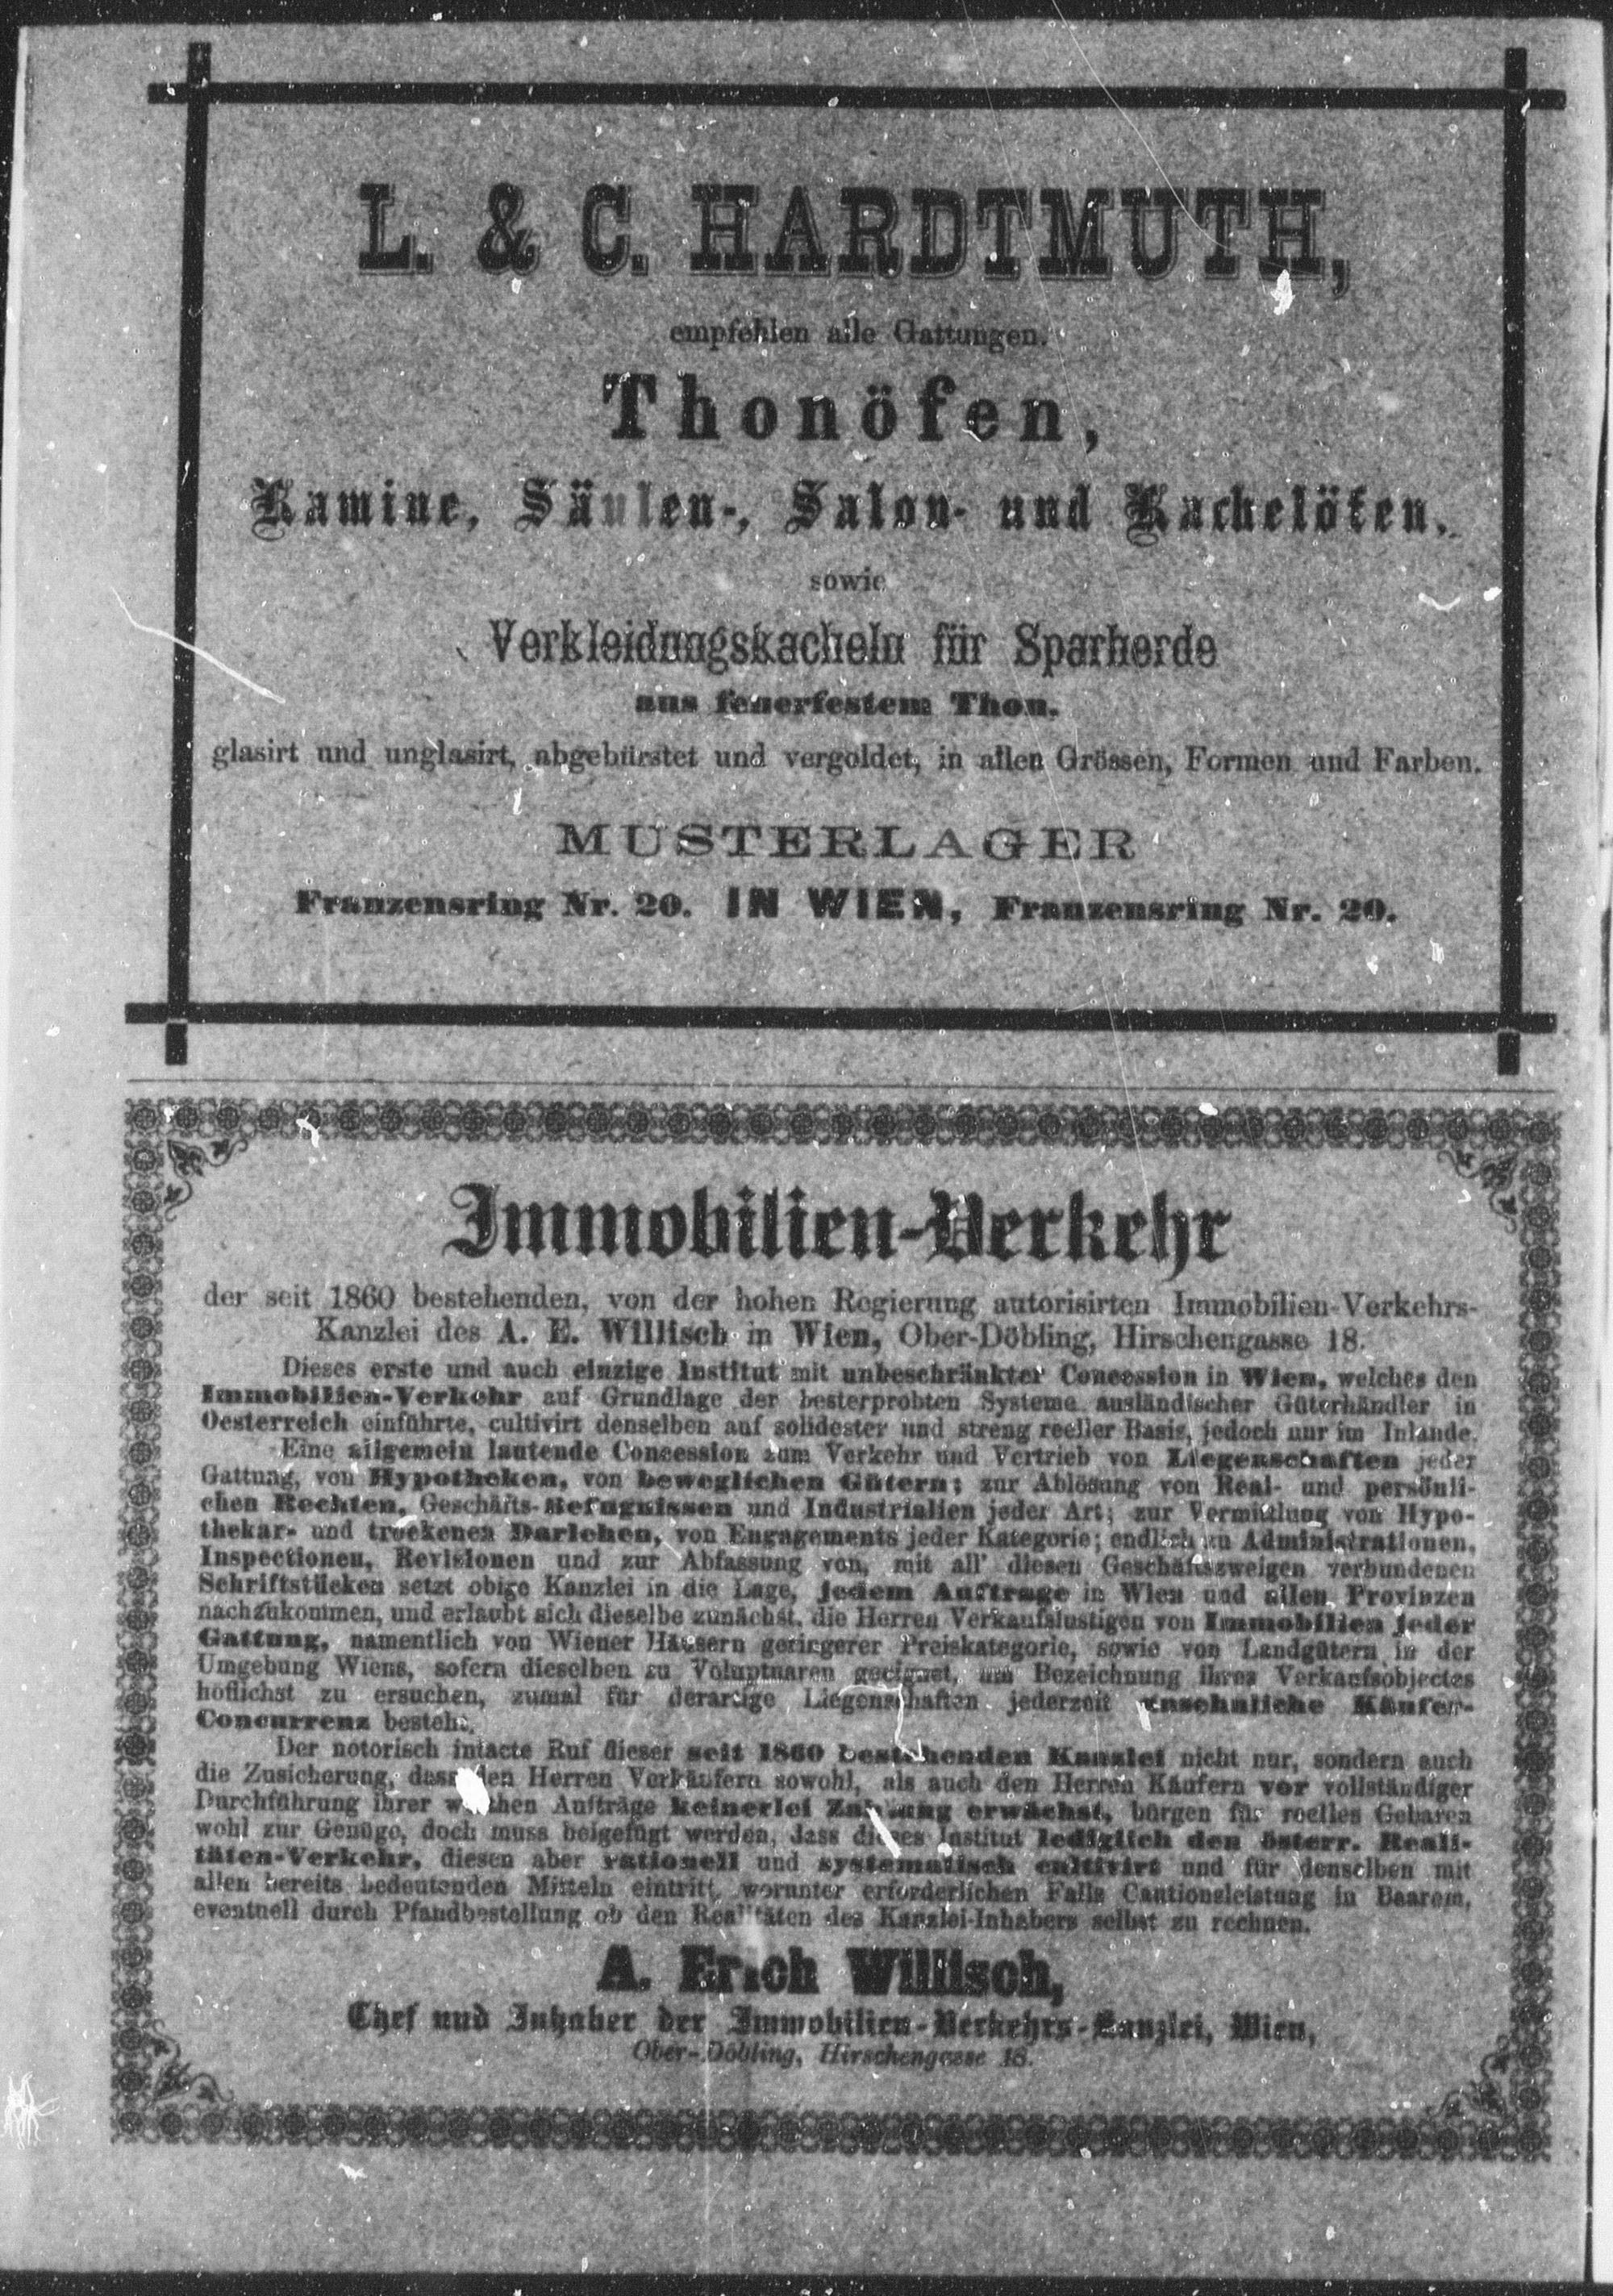 L. & C. HARDTMUTH,
empfehlen alle Gattungen.
Thonöfen,
Kamine, Säulen-, Salon- und Kachelöfen,
sowie
Verkleidungskacheln für Sparherde
aus feuerfestem Thon.
glasirt und unglasirt, abgebürstet und vergoldet, in allen Grössen, Formen und Farben.
MUSTERLAGER
Franzensring Nr. 20. IN WIEN, Franzensring Nr. 20.
Immobilien-Verkehr
der seit 1860 bestehenden, von der hohen Regierung autorisirten Immobilien-Verkehrs-
Kanzlei des A. E. Willisch in Wien, Ober-Döbling, Hirschengasse 18.
Dieses erste und auch einzige Institut mit unbeschränkter Concession in Wien, welches den
Immobilien-Verkehr auf Grundlage der besterprobten Systeme ausländischer Güterhändler in
Oesterreich einführte, cultivirt denselben auf solidester und streng reeller Basis, jedoch nur im Inlande.
Eine allgemein lautende Concession zum Verkehr und Vertrieb von Liegenschaften jeder
Gattung, von Hypotheken, von beweglichen Gütern; zur Ablösung von Real- und persönli-
chen Rechten, Geschäfts-Befugnissen und Industrialien jeder Art; zur Vermittlung von Hypo-
thekar- und trockenen Darlehen, von Engagements jeder Kategorie; endlich zu Administrationen,
Inspectionen, Revisionen und zur Abfassung von, mit all' diesen Geschäftszweigen verbundenen
Schriftstücken setzt obige Kanzlei in die Lage, jedem Auftrage in Wien und allen Provinzen
nachzukommen, und erlaubt sich dieselbe zunächst, die Herren Verkaufslustigen von Immobilien jeder
Gattung, namentlich von Wiener Häusern geringerer Preiskategorie, sowie von Landgütern in der
Umgebung Wiens, sofern dieselben zu Voluptuaren geeignet, um Bezeichnung ihres Verkaufsobjectes
höflichst zu ersuchen, zumal für derartige Liegenschaften jederzeit ansehnliche Käufer-
Concurrenz besteht.
Der notorisch intacte Ruf dieser seit 1860 bestehenden Kanzlei nicht nur, sondern auch
die Zusicherung, dass den Herren Verkäufern sowohl, als auch den Herren Käufern vor vollständiger
Durchführung ihrer Aufträge keinerlei Zahlung erwächst, bürgen für reelles Gebaren
wohl zur Genüge, doch muss beigefügt werden, dass dieses Institut lediglich den österr. Reali-
täten-Verkehr, diesen aber rationell und systematisch cultivirt und für denselben mit
allen bereits bedeutenden Mitteln eintritt, worunter erforderlichen Falls Cautionsleistung in Baarem,
eventuell durch Pfandbestellung ob den Realitäten des Kanzlei-Inhabers selbst zu rechnen.
A. Erich Willisch,
Chef und Inhaber der Immobilien-Verkehrs-Kanzlei, Wien,
Ober-Döbling, Hirschengasse 18.